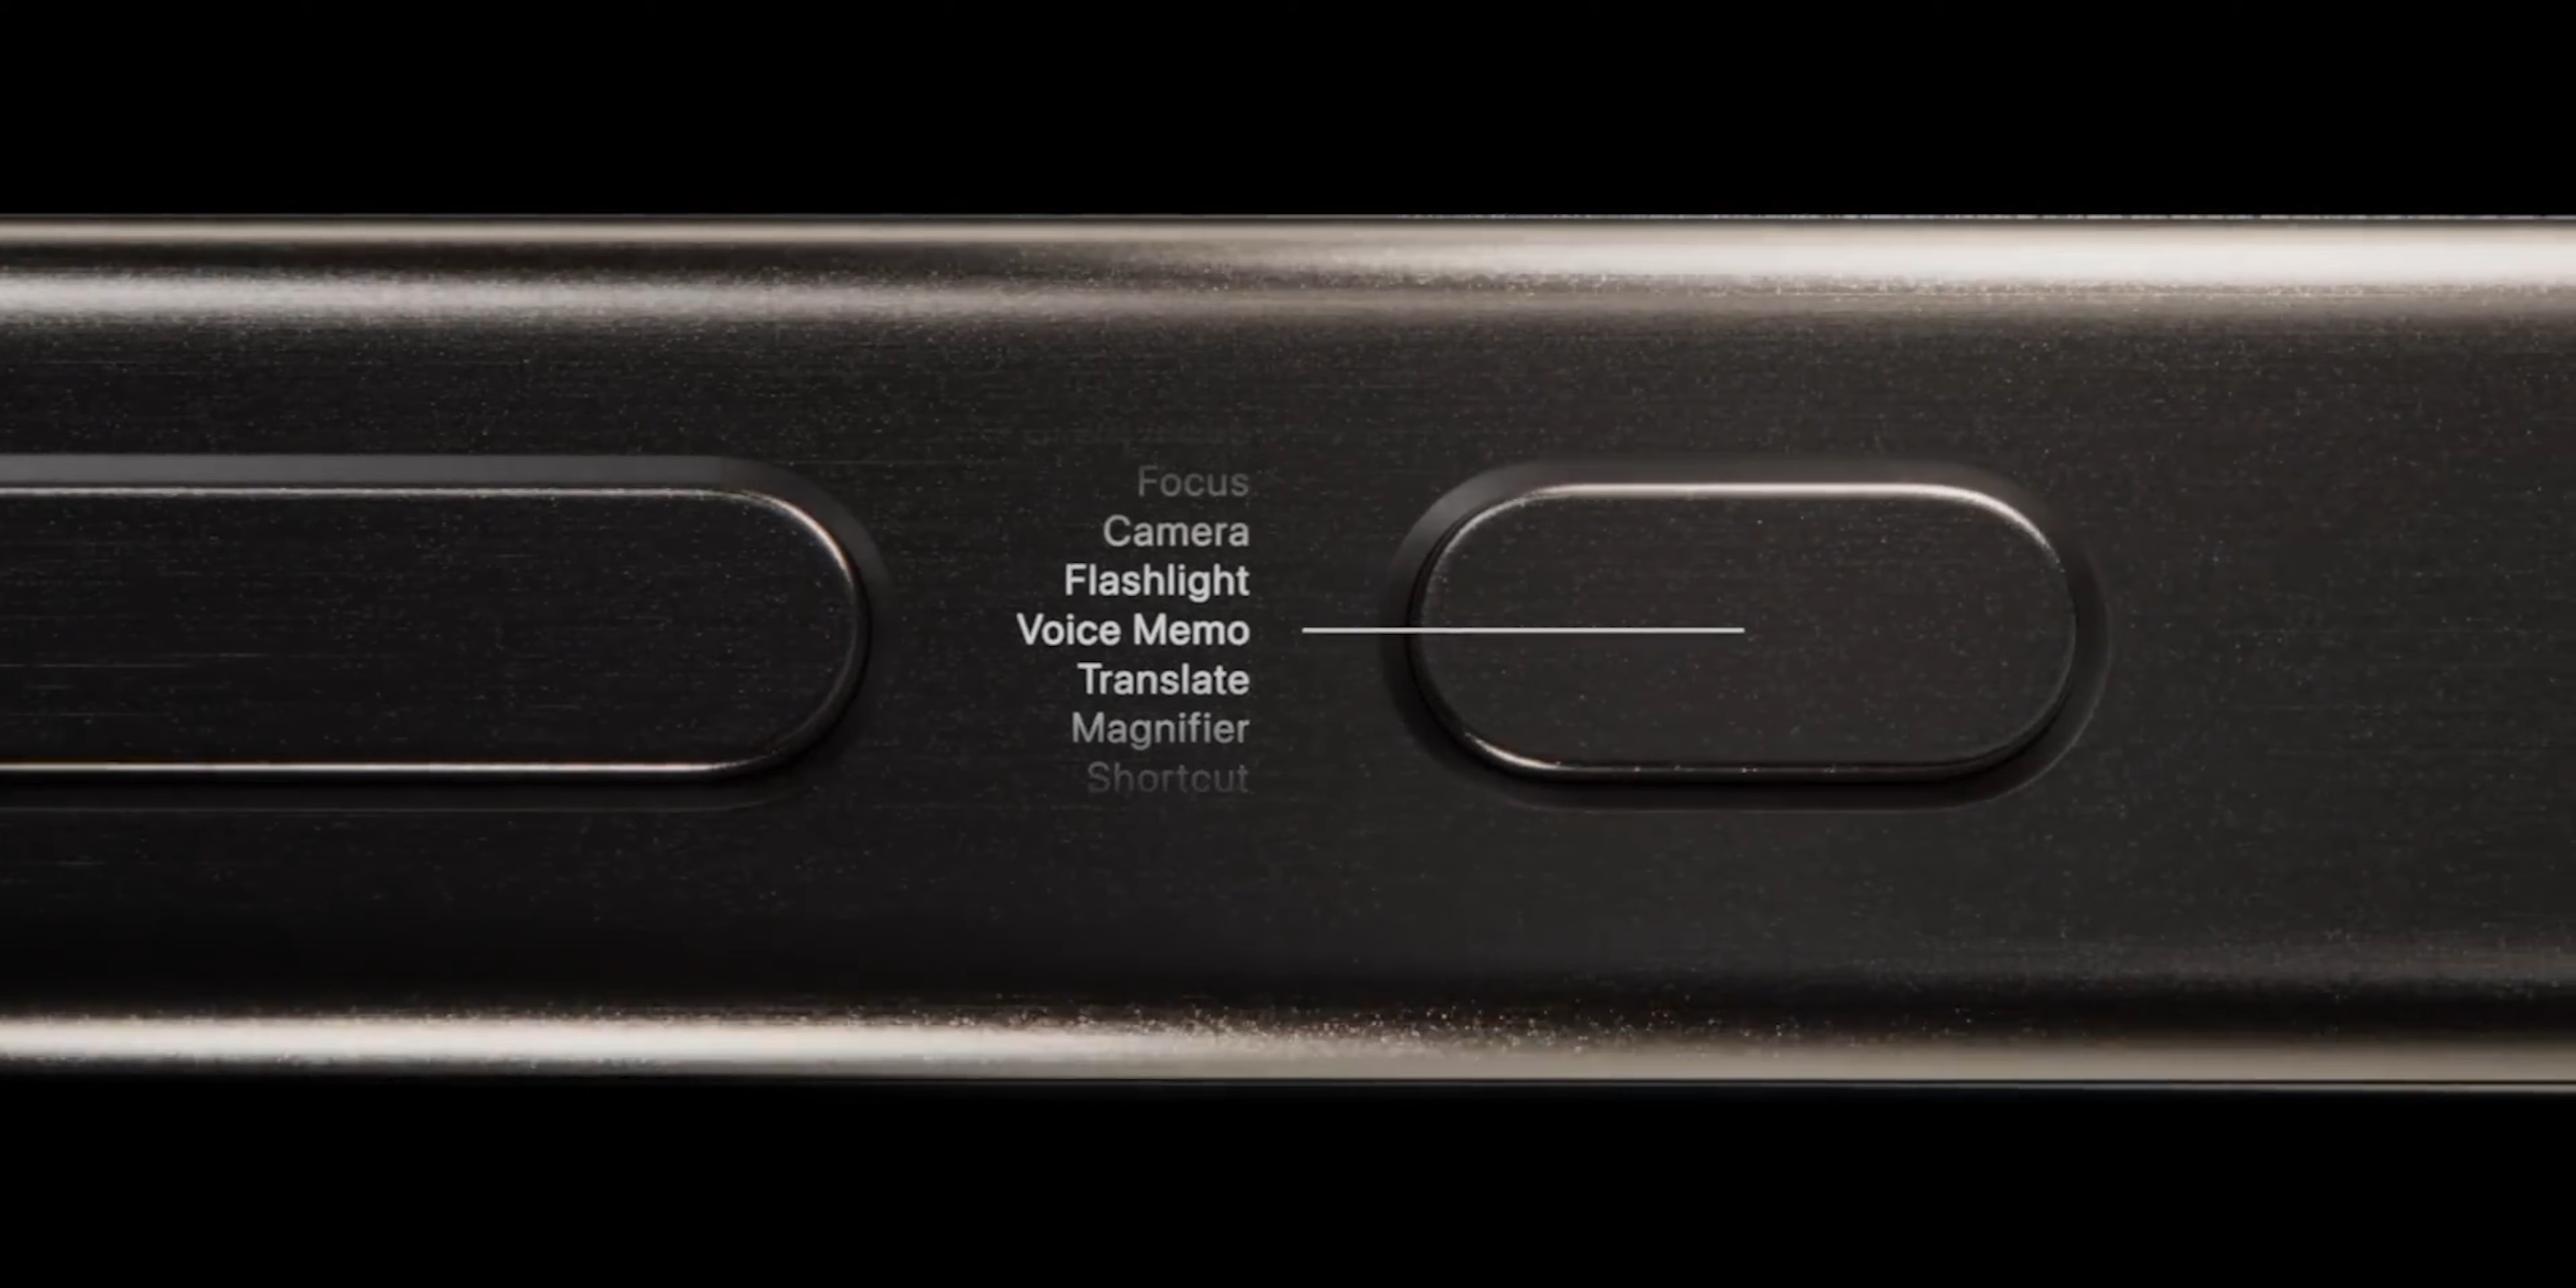 Focus
Camera
Flashlight
Voice Memo
Translate
Magnifier
Shortcut